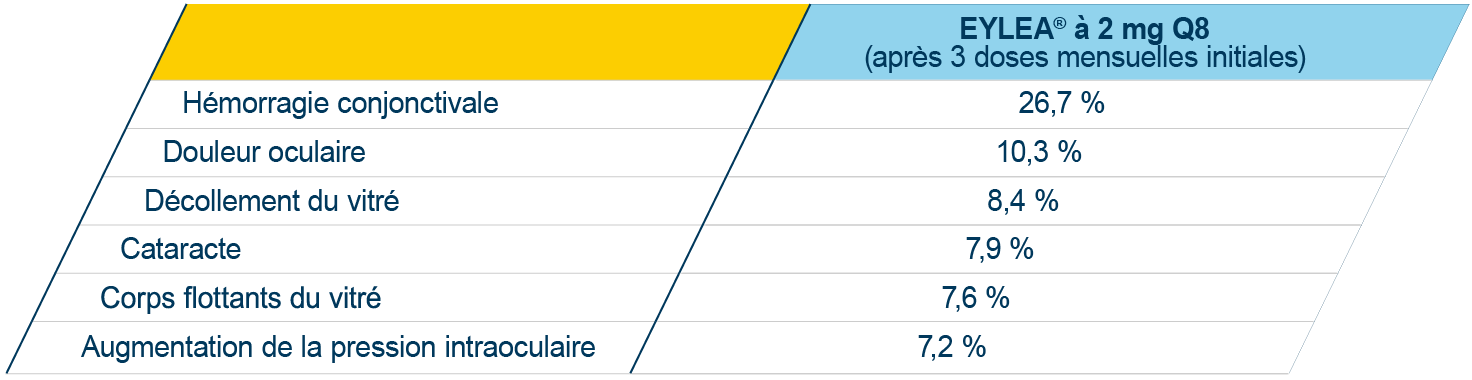 EYLEA® à 2 mg Q8
(après 3 doses mensuelles initiales)
Hémorragie conjonctivale 26,7 %
Douleur oculaire 10,3 %
Décollement du vitré 8,4 %
Cataracte 7,9 %
Corps flottants du vitré 7,6 %
Augmentation de la pression intraoculaire 7,2 %